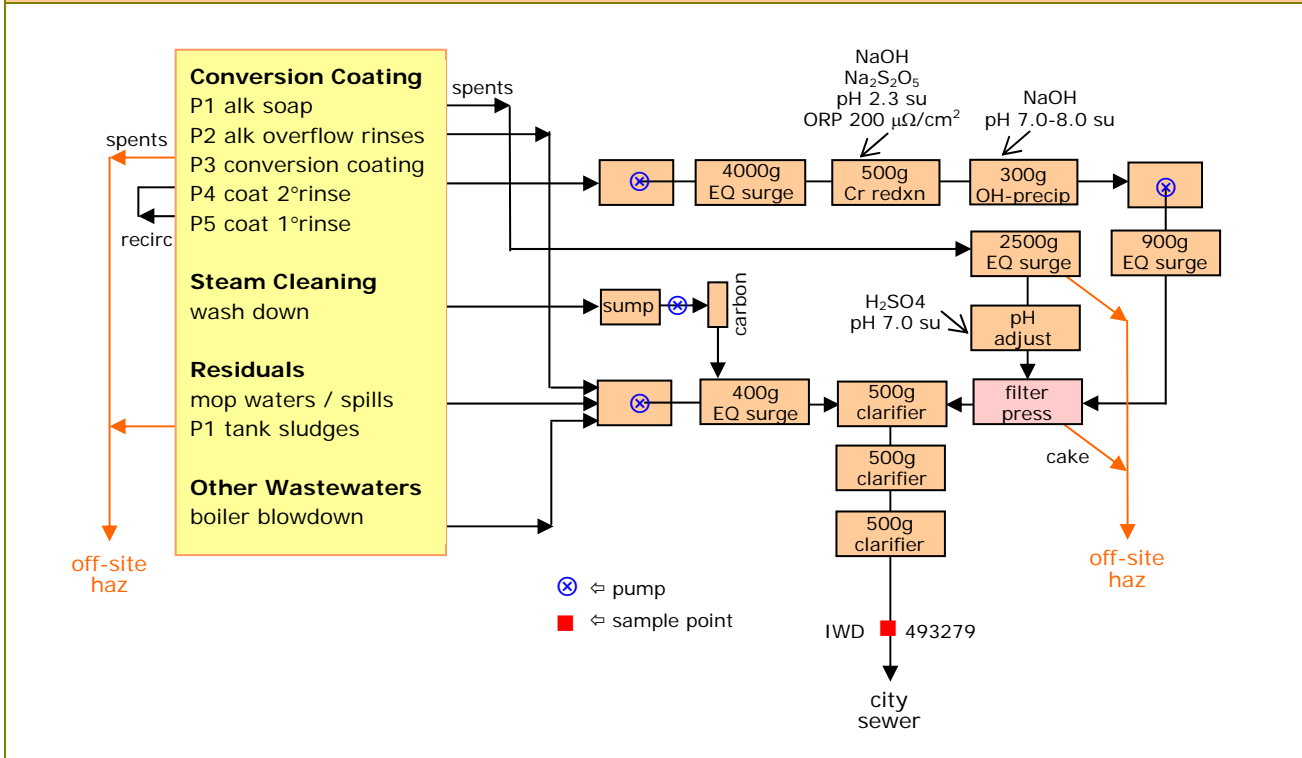 Conversion Coating
P1 alk soap
P2 alk overflow rinses
P3 conversion coating
P4 coat 2°rinse
P5 coat 1°rinse
Steam Cleaning
wash down
Residuals
mop waters / spills
P1 tank sludges
Other Wastewaters
boiler blowdown
spents
recirc
off-site
haz
spents
NaOH
Na₂S₂O₅
pH 2.3 su
ORP 200 µΩ/cm²
NaOH
pH 7.0-8.0 su
4000g
EQ surge
500g
Cr redxn
300g
OH-precip
900g
EQ surge
2500g
EQ surge
H₂SO4
pH 7.0 su
pH
adjust
sump
carbon
400g
EQ surge
500g
clarifier
filter
press
cake
500g
clarifier
500g
clarifier
off-site
haz
⇦ pump
⇦ sample point
IWD
493279
city
sewer